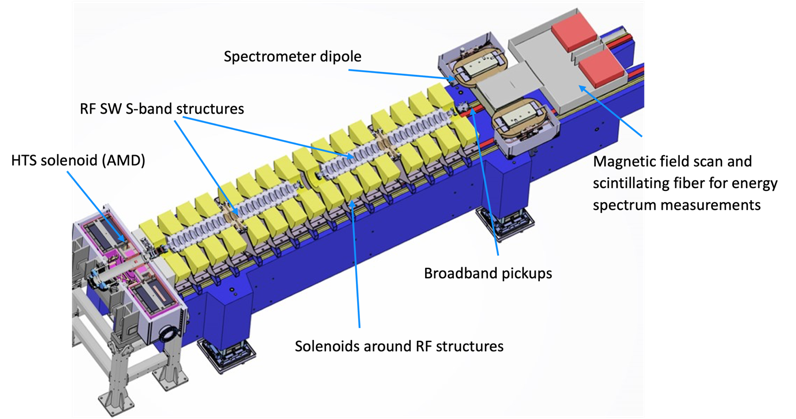 Spectrometer dipole
RF SW S-band structures
HTS solenoid (AMD)
Magnetic field scan and
scintillating fiber for energy
spectrum measurements
Broadband pickups
Solenoids around RF structures